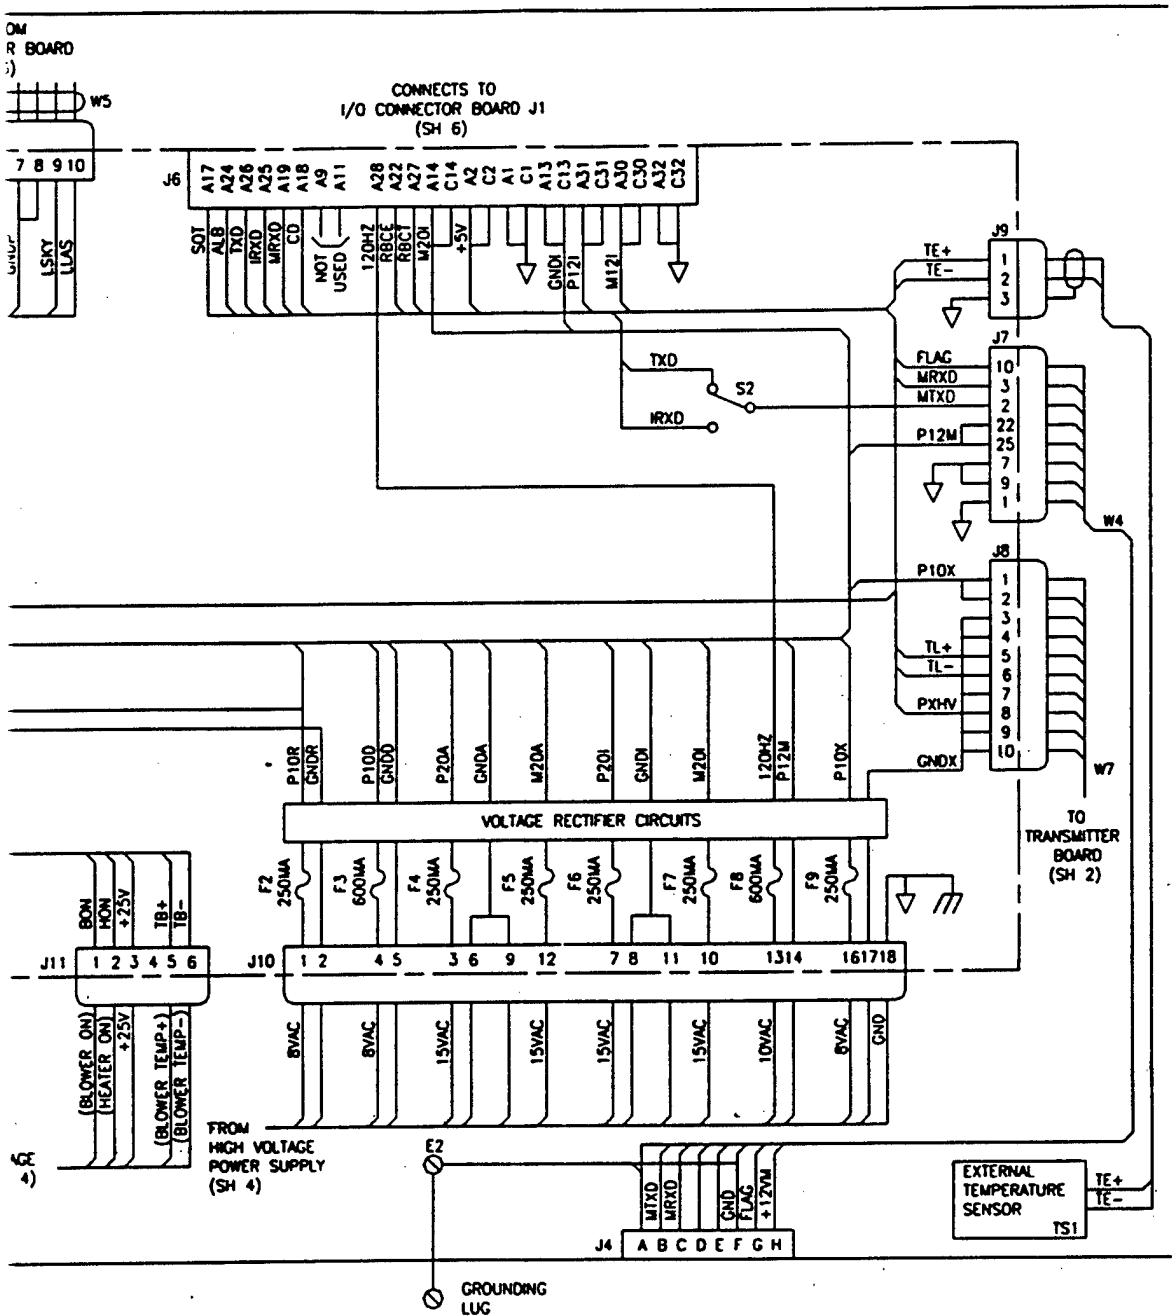 OM
R BOARD
W5
CONNECTS TO
I/O CONNECTOR BOARD J1
(SH 6)
7 8 9 10
J6
A17 A24 A26 A25 A19 A18 A9 A11 A28 A22 A27 A14 C14 A2 C2 A1 C1 A13 C13 A31 C31 A30 C30 A32 C32
LSKY
LLAS
SOT
ALB
TXD
IRXD
MRXD
CD
NOT
USED
120HZ
RBCE
RBCT
M20I
+5V
GNDI
P12I
M12I
J9
TE+ 1
TE- 2
3
J7
FLAG 10
MRXD 3
MTXD 2
22
P12M 25
7
9
1
TXD
S2
IRXD
W4
J8
P10X 1
2
3
4
TL+ 5
TL- 6
7
PXHV 8
9
10
GNDX
W7
TO
TRANSMITTER
BOARD
(SH 2)
P10R
GNDR
P10D
GNDD
P20A
GNDA
M20A
P20I
GNDI
M20I
120HZ
P12M
P10X
VOLTAGE RECTIFIER CIRCUITS
F2 250MA
F3 600MA
F4 250MA
F5 250MA
F6 250MA
F7 250MA
F8 600MA
F9 250MA
BON
HON
+25V
TB+
TB-
J11 1 2 3 4 5 6
J10 1 2 4 5 3 6 9 12 7 8 11 10 13 14 16 17 18
(BLOWER ON)
(HEATER ON)
+25V
(BLOWER TEMP+)
(BLOWER TEMP-)
8VAC
8VAC
15VAC
15VAC
15VAC
15VAC
10VAC
8VAC
GND
FROM
HIGH VOLTAGE
POWER SUPPLY
(SH 4)
AGE
4)
E2
MTXD
MRXD
GND
FLAG
+12VM
J4 A B C D E F G H
EXTERNAL
TEMPERATURE
SENSOR
TS1
TE+
TE-
GROUNDING
LUG